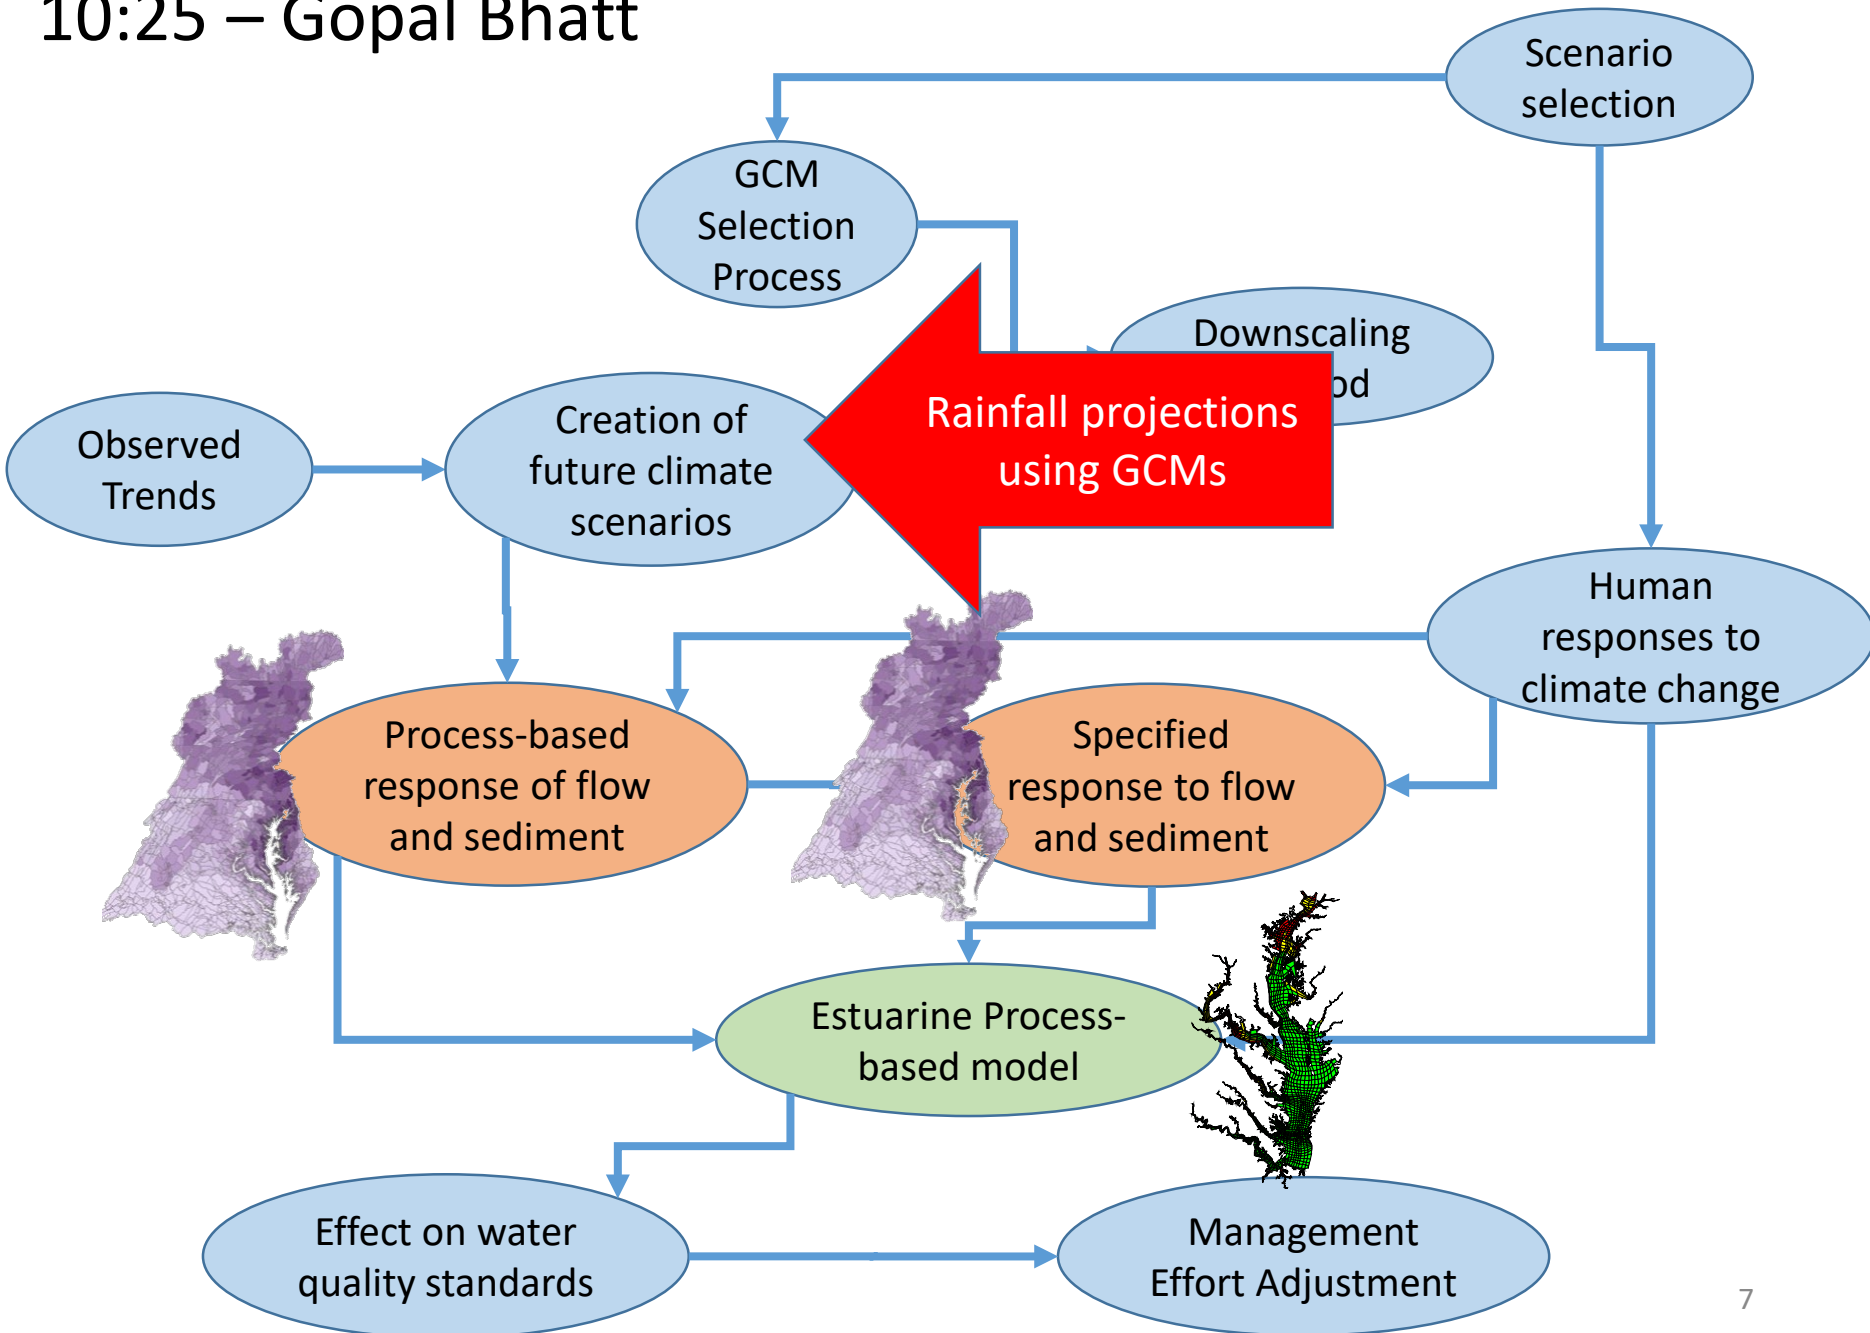 10:25 – Gopal Bhatt
Scenario
selection
GCM
Selection
Process
Downscaling
Rainfall projections
using GCMs
Creation of
future climate
scenarios
Observed
Trends
Human
responses to
climate change
Process-based
response of flow
and sediment
Specified
response to flow
and sediment
Estuarine Process-
based model
Effect on water
quality standards
Management
Effort Adjustment
7